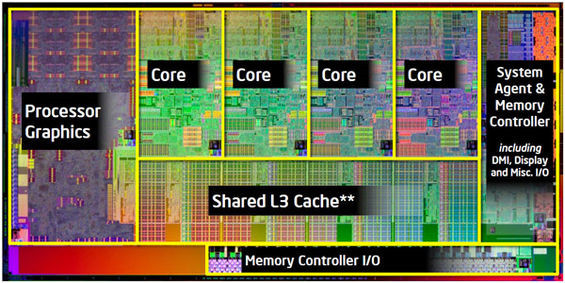 Processor
Graphics
Core
Core
Core
Core
System
Agent &
Memory
Controller
including
DMI, Display
and Misc. I/O
Shared L3 Cache**
Memory Controller I/O